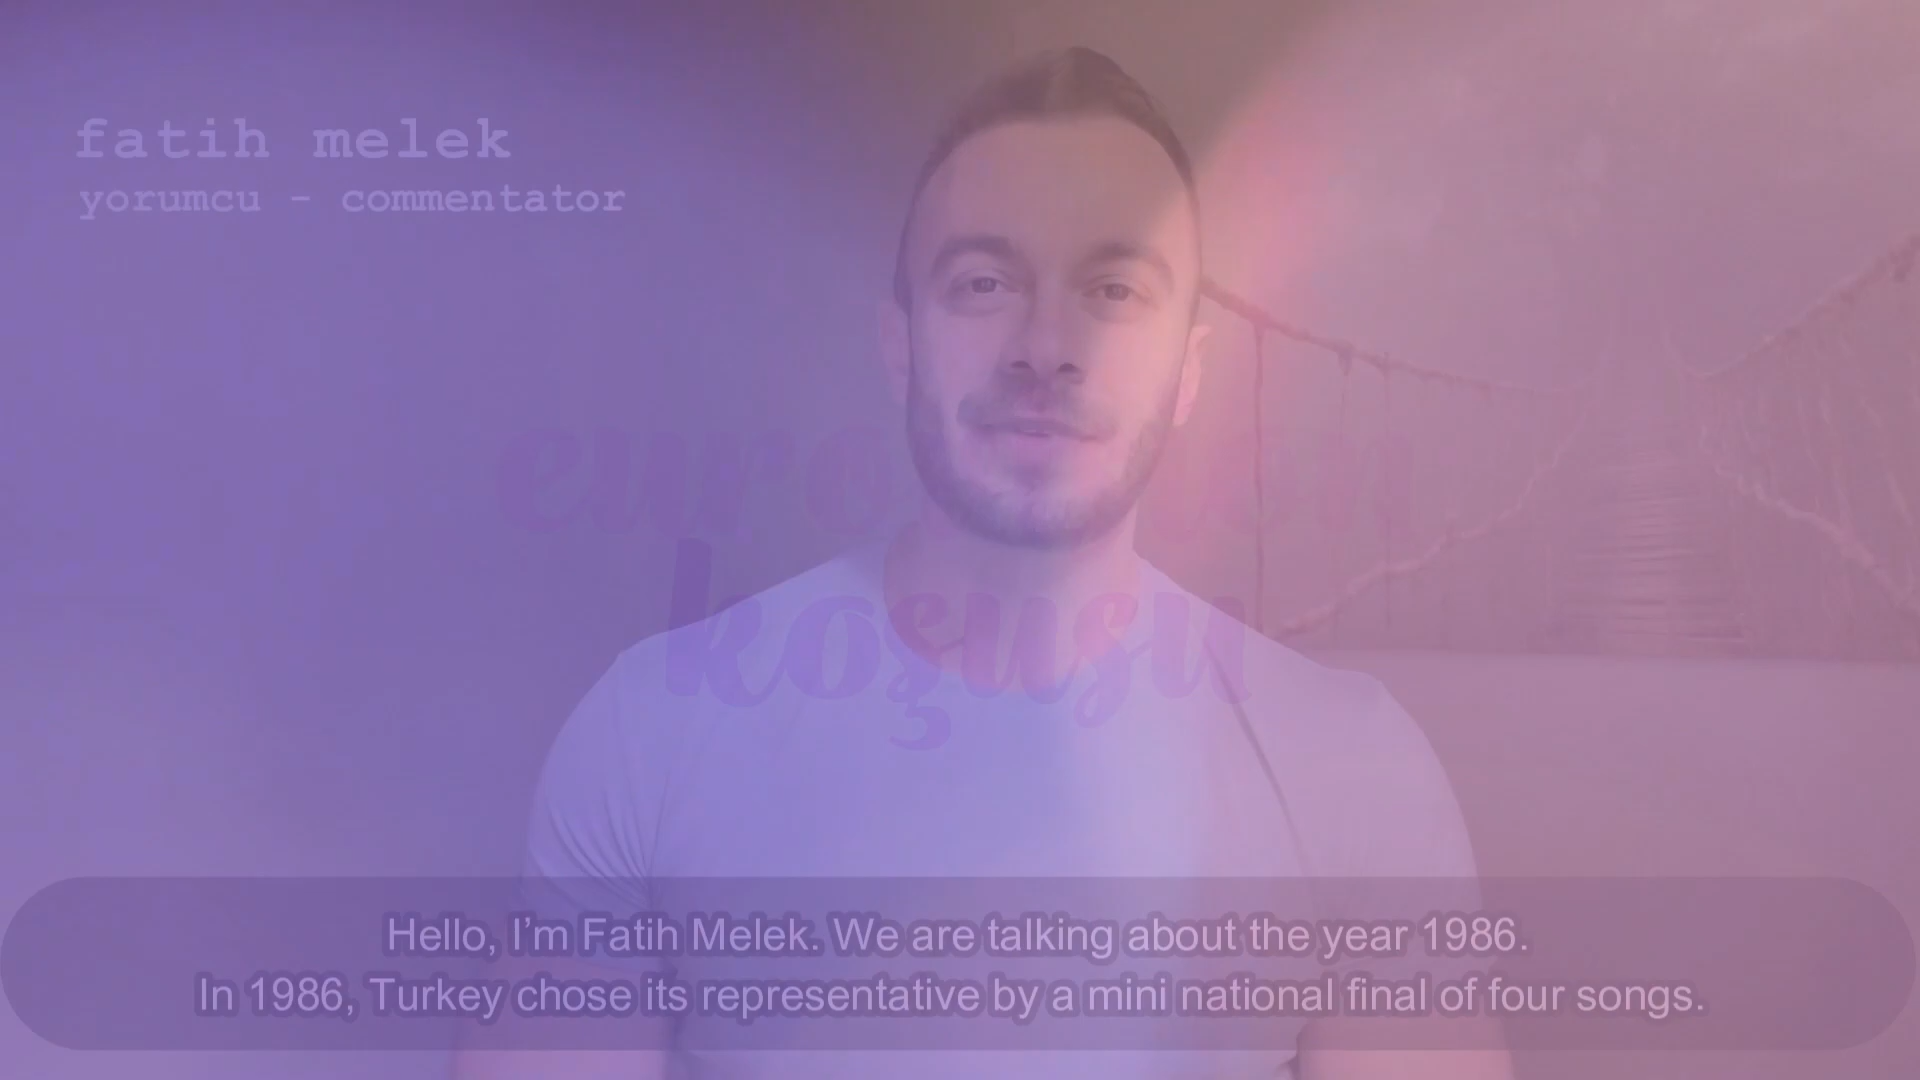 fatih melek
yorumcu - commentator
koşusu
Hello, I'm Fatih Melek. We are talking about the year 1986.
In 1986, Turkey chose its representative by a mini national final of four songs.